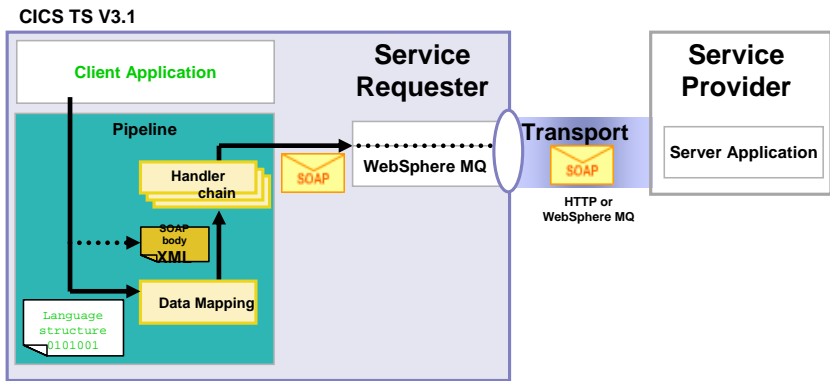 CICS TS V3.1
Client Application
Service
Requester
Service
Provider
Pipeline
Transport
Handler
chain
SOAP
WebSphere MQ
SOAP
Server Application
HTTP or
WebSphere MQ
SOAP
body
XML
Data Mapping
Language
structure
0101001